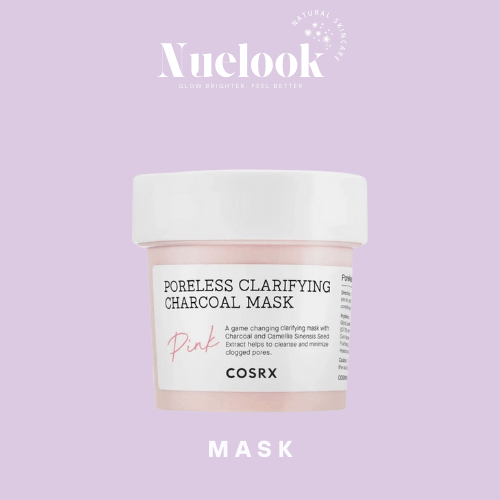 NATURAL SKINCARE
Nuelook
GLOW BRIGHTER, FEEL BETTER
PORELESS CLARIFYING
CHARCOAL MASK
Pink
A game changing clarifying mask with
Charcoal and Camellia Sinensis Seed
Extract helps to cleanse and minimize
clogged pores.
COSRX
MASK